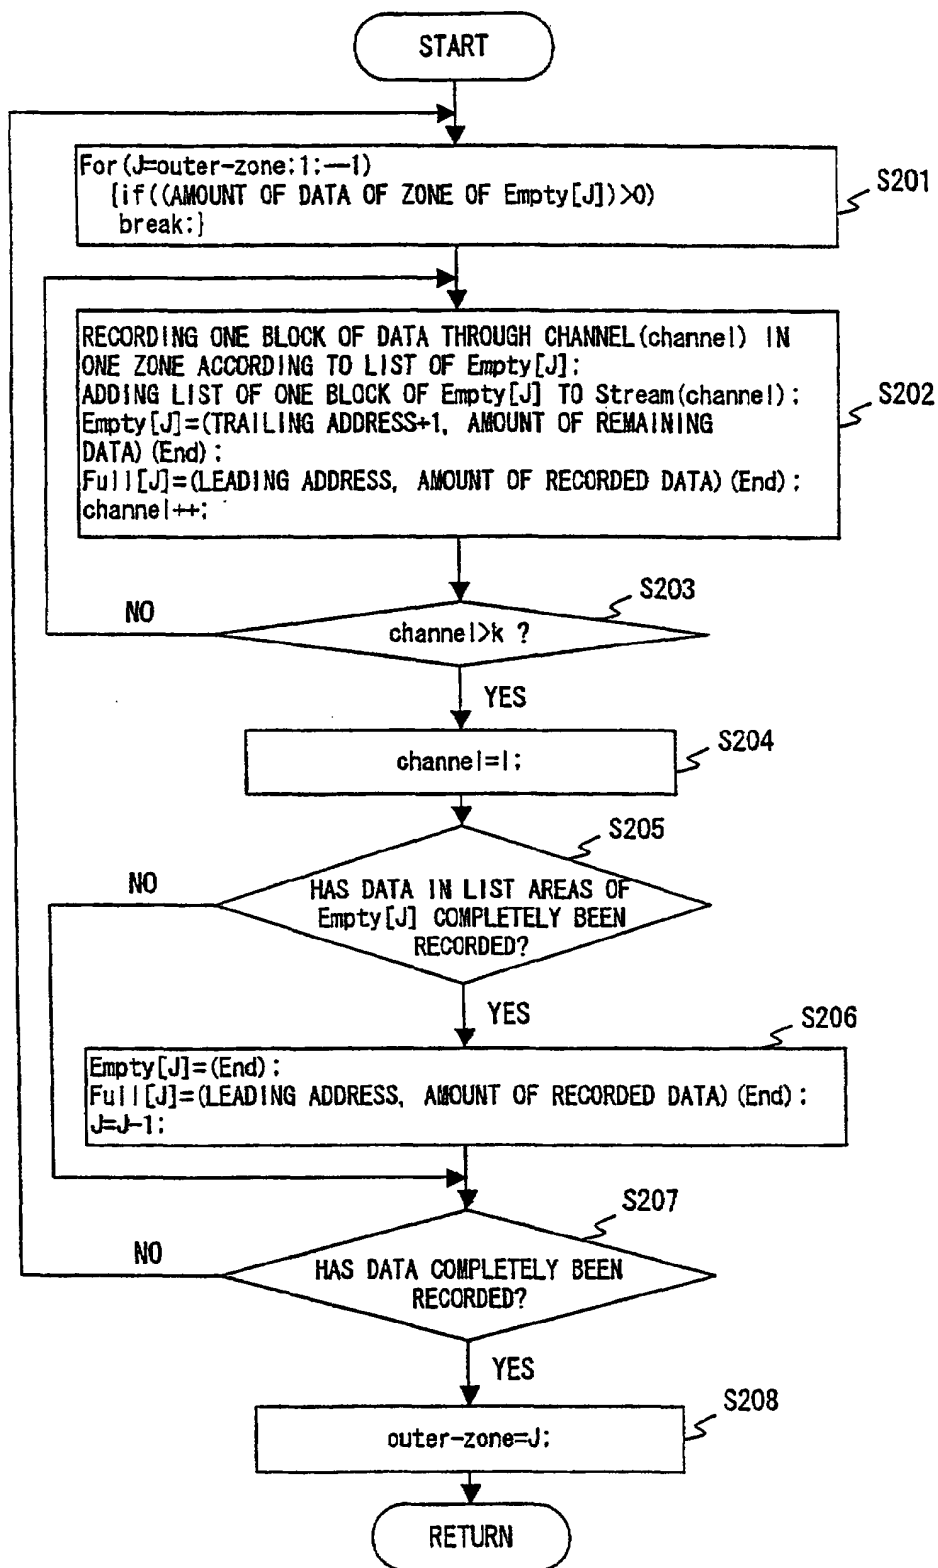 START
For(J=outer-zone:1:--1)
{if((AMOUNT OF DATA OF ZONE OF Empty[J])>0)
break:}
S201
RECORDING ONE BLOCK OF DATA THROUGH CHANNEL(channel) IN
ONE ZONE ACCORDING TO LIST OF Empty[J]:
ADDING LIST OF ONE BLOCK OF Empty[J] TO Stream(channel):
Empty[J]=(TRAILING ADDRESS+1, AMOUNT OF REMAINING
DATA)(End):
Full[J]=(LEADING ADDRESS, AMOUNT OF RECORDED DATA)(End):
channel++:
S202
S203
NO
channel>k ?
YES
S204
channel=1:
S205
NO
HAS DATA IN LIST AREAS OF
Empty[J] COMPLETELY BEEN
RECORDED?
YES
S206
Empty[J]=(End):
Full[J]=(LEADING ADDRESS, AMOUNT OF RECORDED DATA)(End):
J=J-1:
S207
NO
HAS DATA COMPLETELY BEEN
RECORDED?
YES
S208
outer-zone=J:
RETURN